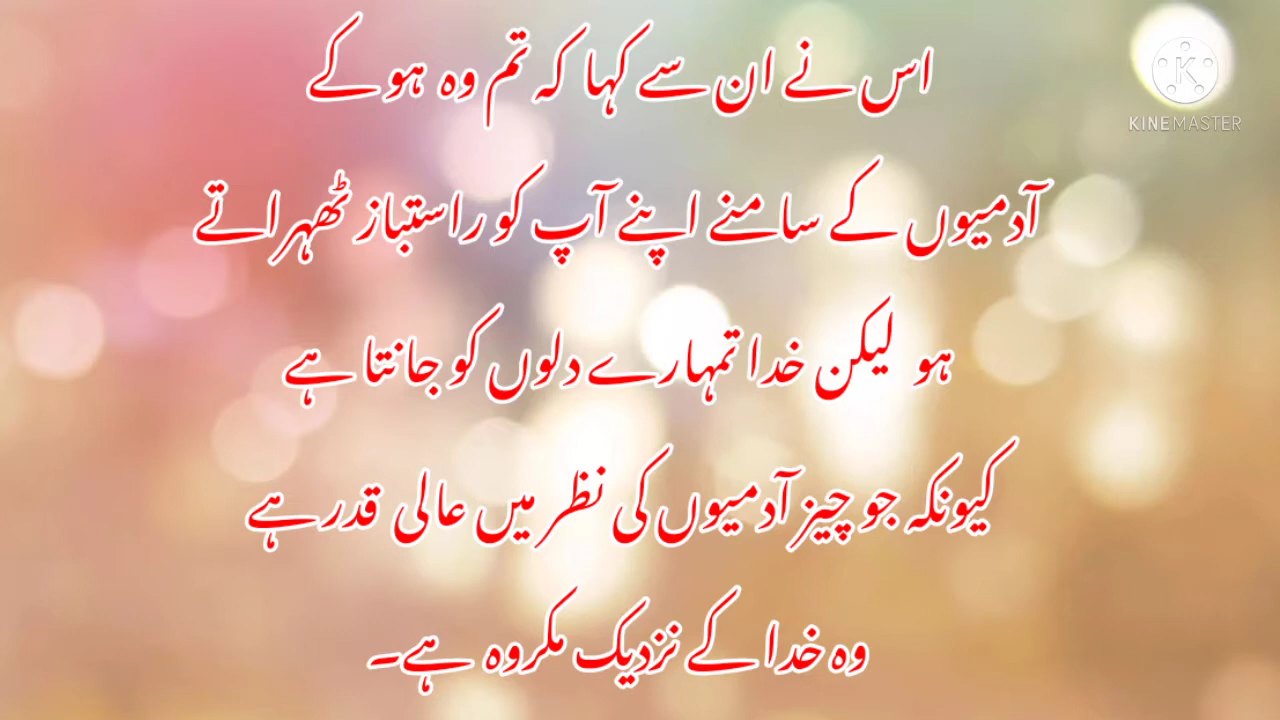 اس نے ان سے کہا کہ تم وہ ہو کے
آدمیوں کے سامنے اپنے آپ کو راستباز ٹھہراتے
ہو لیکن خدا تمہارے دلوں کو جانتا ہے
کیونکہ جو چیز آدمیوں کی نظر میں عالی قدر ہے
وہ خدا کے نزدیک مکروہ ہے۔
K
KINEMASTER